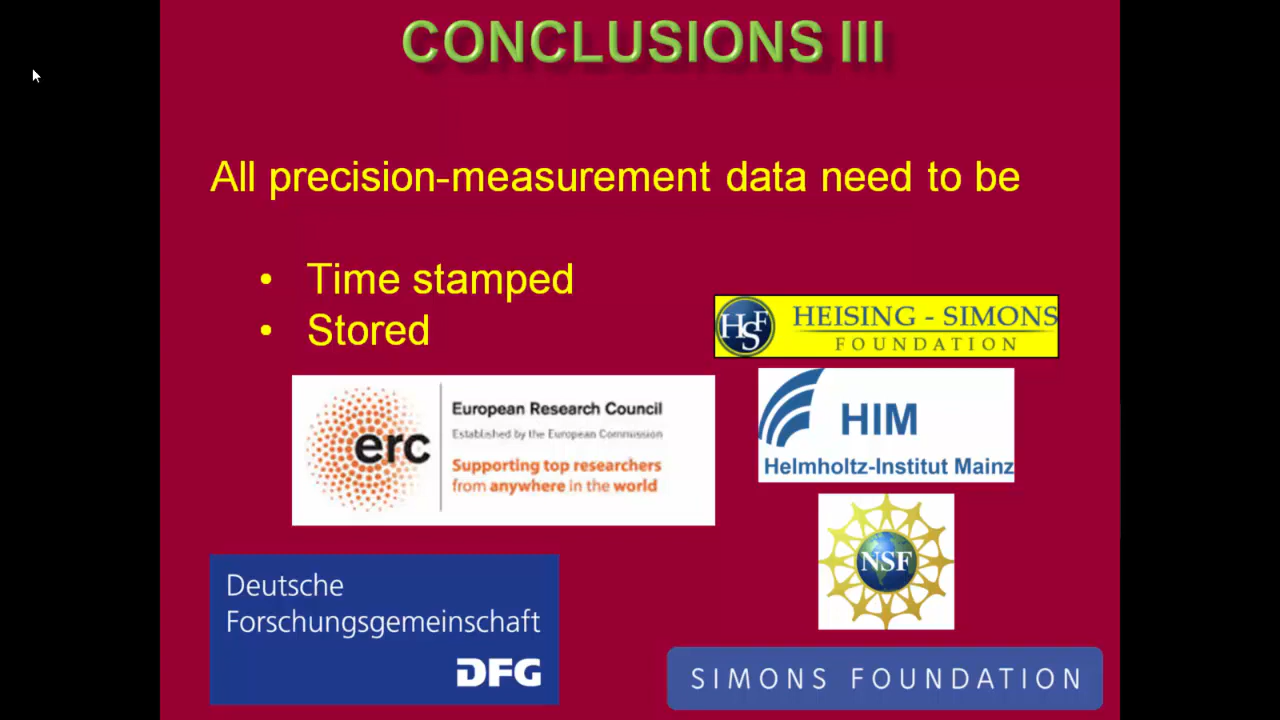 CONCLUSIONS III
All precision-measurement data need to be
• Time stamped
• Stored
HSF
HEISING - SIMONS
FOUNDATION
erc
European Research Council
Established by the European Commission
Supporting top researchers
from anywhere in the world
HIM
Helmholtz-Institut Mainz
NSF
Deutsche
Forschungsgemeinschaft
DFG
SIMONS FOUNDATION